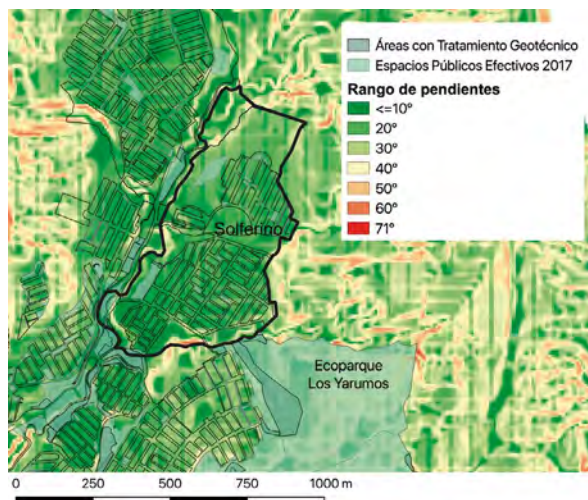 Áreas con Tratamiento Geotécnico
Espacios Públicos Efectivos 2017
Rango de pendientes
<=10°
20°
30°
40°
50°
60°
71°
Solferino
Ecoparque
Los Yarumos
0 250 500 750 1000 m